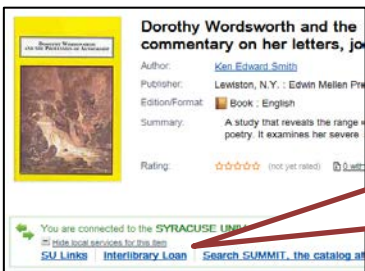 Dorothy Wordsworth and the
commentary on her letters, jo
Author: Ken Edward Smith
Publisher: Lewiston, N.Y. : Edwin Mellen Pre
Edition/Format: Book : English
Summary: A study that reveals the range
poetry. It examines her severe
Rating: (not yet rated) 0 with
You are connected to the SYRACUSE UNI
Hide local services for this item
SU Links Interlibrary Loan Search SUMMIT, the catalog at